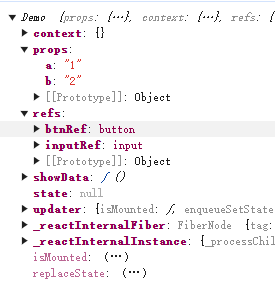 ▼ Demo {props: {…}, context: {…}, refs: {
▶ context: {}
▼ props:
a: "1"
b: "2"
▶ [[Prototype]]: Object
▼ refs:
▶ btnRef: button
▶ inputRef: input
▶ [[Prototype]]: Object
▶ showData: ƒ ()
state: null
▶ updater: {isMounted: ƒ, enqueueSetState
▶ _reactInternalFiber: FiberNode {tag:
▶ _reactInternalInstance: {_processChil
isMounted: (...)
replaceState: (...)